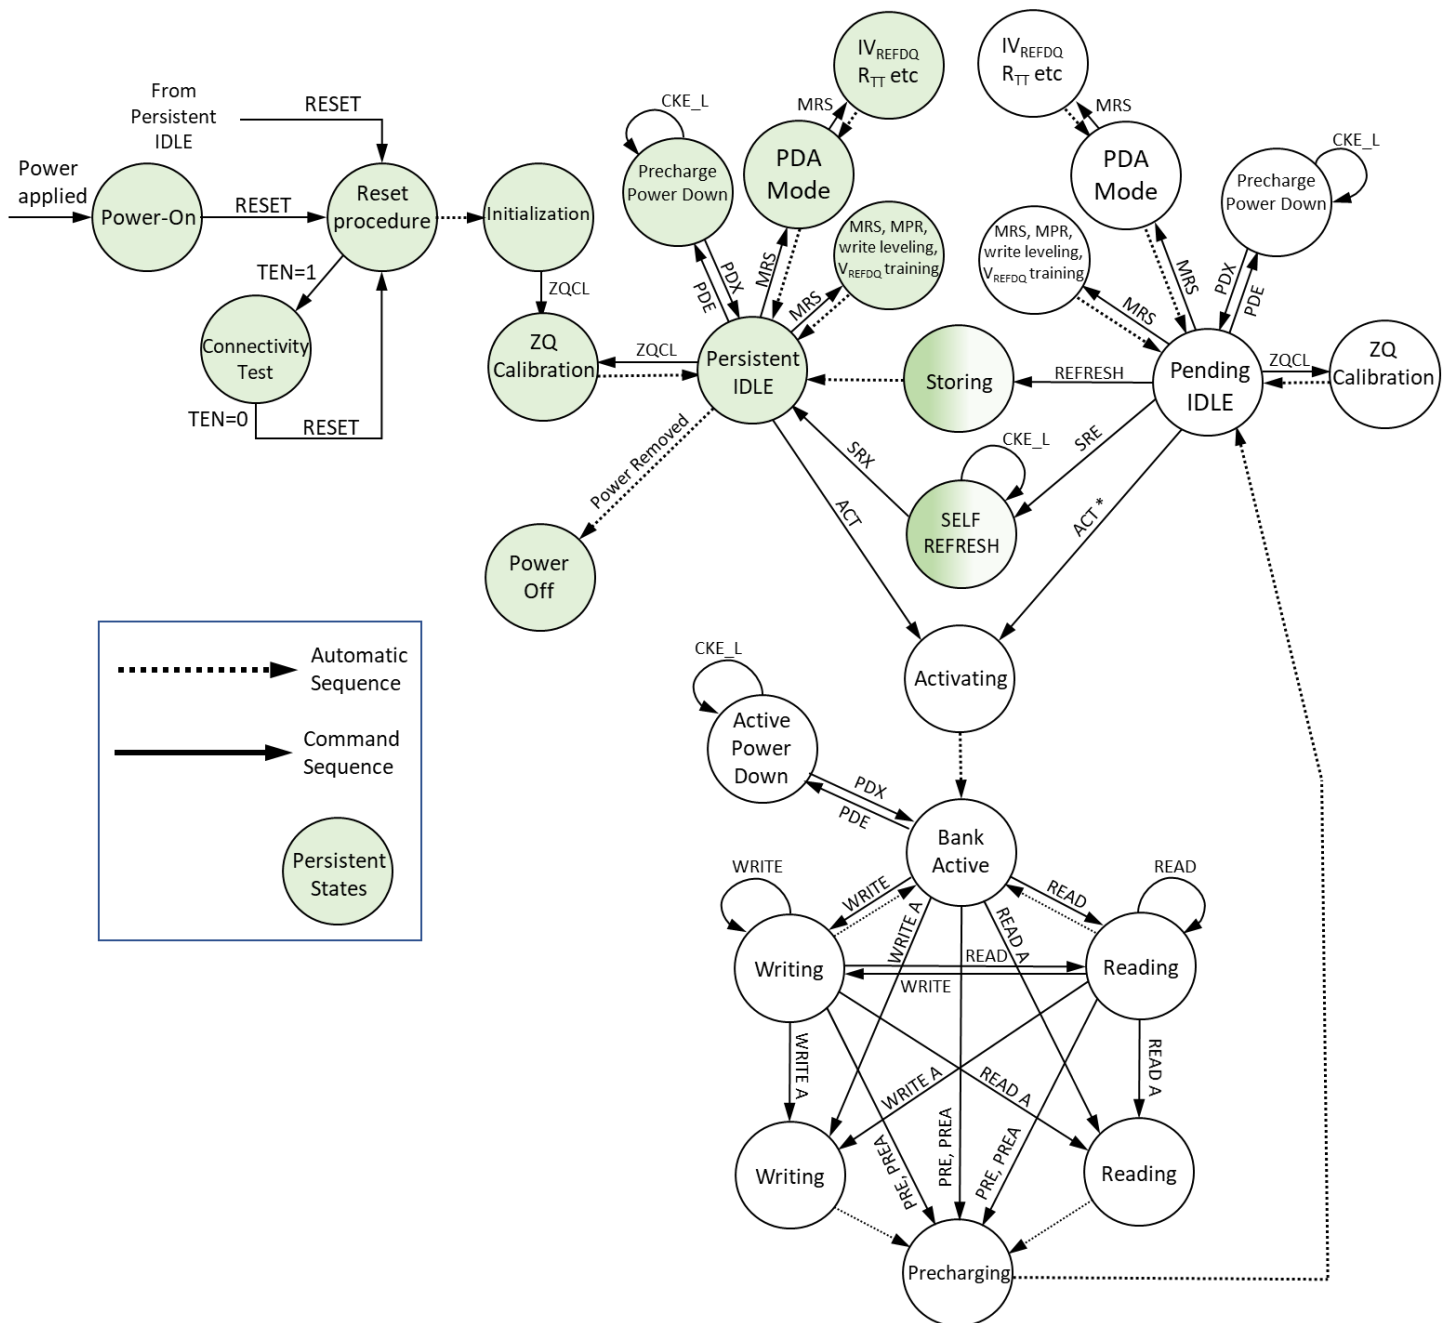 From
Persistent
IDLE
RESET
Power
applied
Power-On
RESET
Reset
procedure
Initialization
TEN=1
Connectivity
Test
TEN=0
RESET
ZQCL
ZQ
Calibration
ZQCL
CKE_L
Precharge
Power Down
PDX
PDE
IV_REFDQ
R_TT etc
MRS
PDA
Mode
MRS
MRS, MPR,
write leveling,
V_REFDQ training
MRS
Persistent
IDLE
Power Removed
Power
Off
Storing
REFRESH
CKE_L
SELF
REFRESH
SRX
SRE
ACT
ACT *
IV_REFDQ
R_TT etc
MRS
PDA
Mode
MRS
MRS, MPR,
write leveling,
V_REFDQ training
MRS
CKE_L
Precharge
Power Down
PDX
PDE
Pending
IDLE
ZQCL
ZQ
Calibration
Automatic
Sequence
Command
Sequence
Persistent
States
Activating
CKE_L
Active
Power
Down
PDX
PDE
Bank
Active
WRITE
WRITE
WRITE A
READ A
READ
READ
Writing
READ
WRITE
Reading
WRITE A
WRITE A
READ A
READ A
PRE, PREA
PRE, PREA
PRE, PREA
Writing
Reading
Precharging